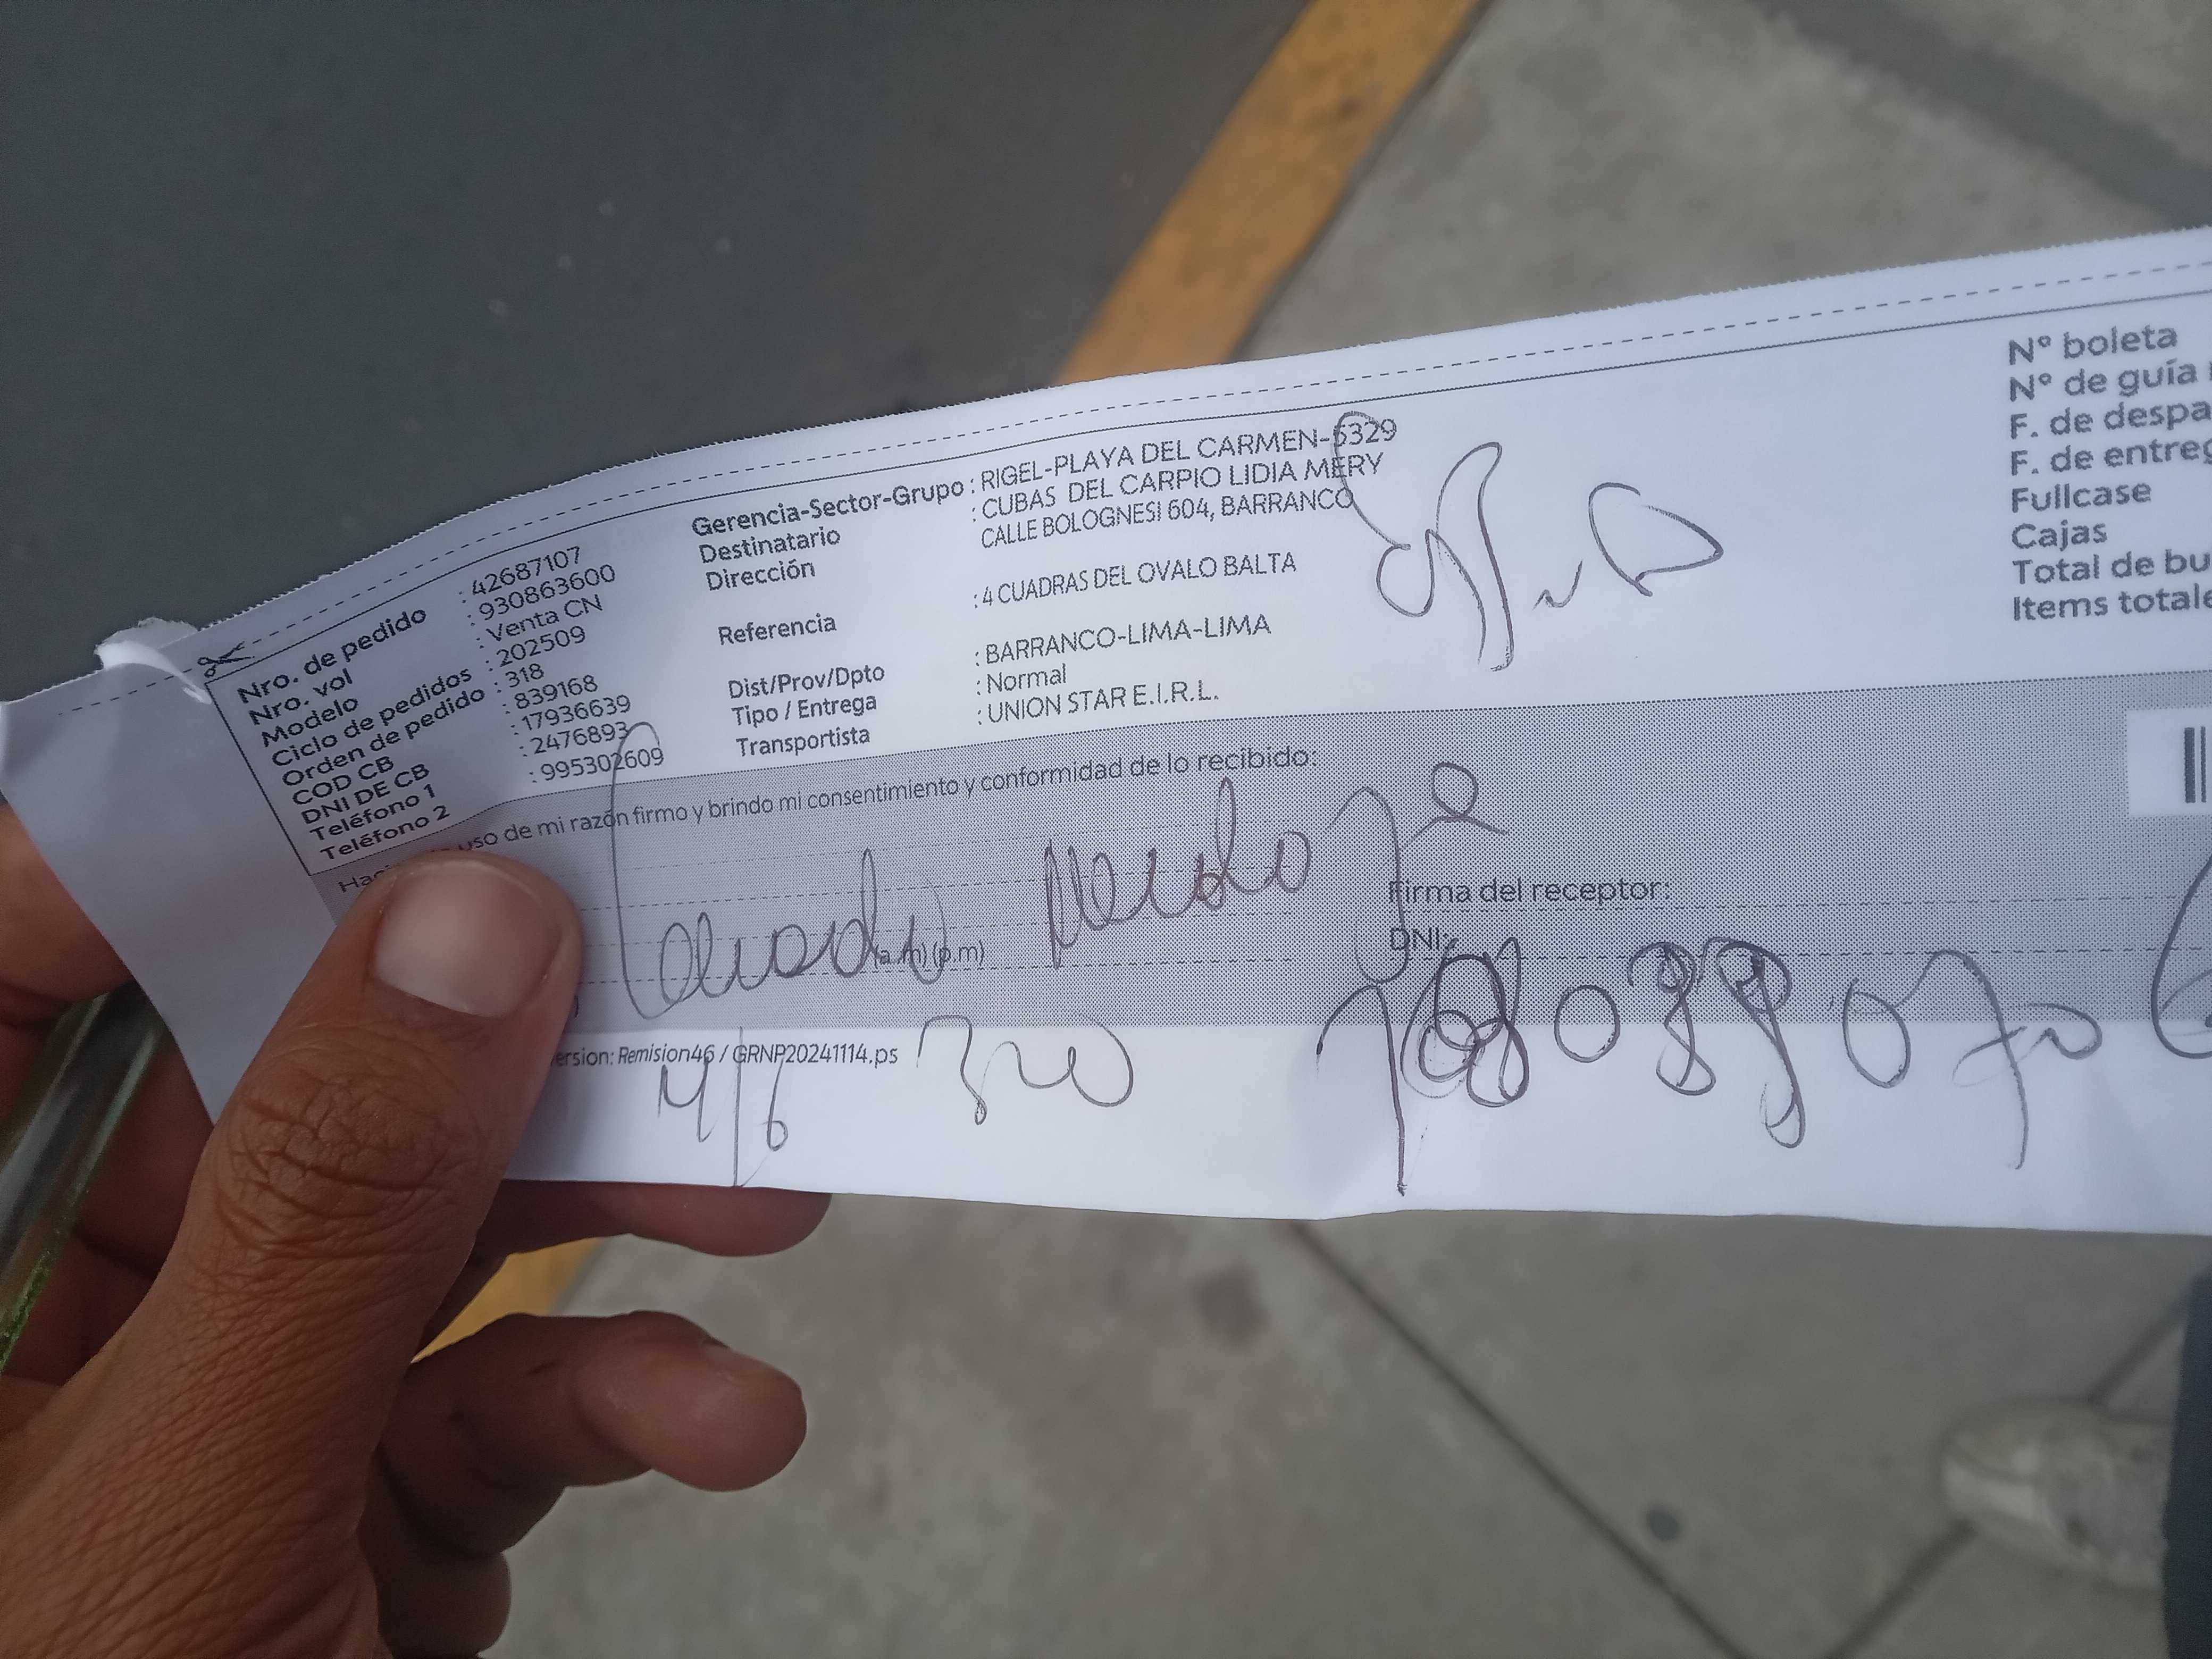 Nro. de pedido : 42687107
Nro. vol : 930863600
Modelo : Venta CN
Ciclo de pedidos : 202509
Orden de pedido : 318
COD CB : 839168
DNI DE CB : 17936639
Teléfono 1 : 2476893
Teléfono 2 : 995302609
Gerencia-Sector-Grupo : RIGEL-PLAYA DEL CARMEN-6329
Destinatario : CUBAS DEL CARPIO LIDIA MERY
Dirección CALLE BOLOGNESI 604, BARRANCO
Referencia : 4 CUADRAS DEL OVALO BALTA
Dist/Prov/Dpto : BARRANCO-LIMA-LIMA
Tipo / Entrega : Normal
Transportista : UNION STAR E.I.R.L.
N° boleta
N° de guía
F. de despa
F. de entreg
Fullcase
Cajas
Total de bu
Items totale
uso de mi razón firmo y brindo mi consentimiento y conformidad de lo recibido:
(a.m) (p.m)
Firma del receptor:
DNI:
ersion: Remision46 / GRNP20241114.ps
4/6